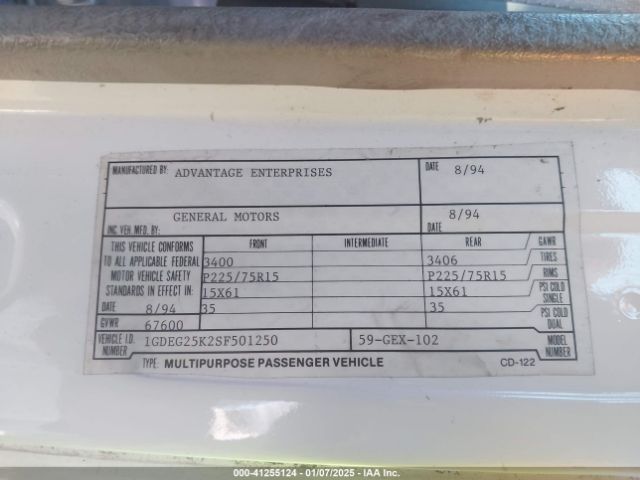 MANUFACTURED BY: ADVANTAGE ENTERPRISES DATE 8/94
GENERAL MOTORS 8/94
INC. VEH. MFD. BY: DATE
THIS VEHICLE CONFORMS FRONT INTERMEDIATE REAR GAWR
TO ALL APPLICABLE FEDERAL 3400 3406 TIRES
MOTOR VEHICLE SAFETY P225/75R15 P225/75R15 RIMS
STANDARDS IN EFFECT IN: 15X61 15X61 PSI COLD SINGLE
DATE 8/94 35 35 PSI COLD DUAL
GVWR 67600
VEHICLE I.D. NUMBER 1GDEG25K2SF501250 59-GEX-102 MODEL NUMBER
TYPE: MULTIPURPOSE PASSENGER VEHICLE CD-122
000-41255124 - 01/07/2025 - IAA Inc.